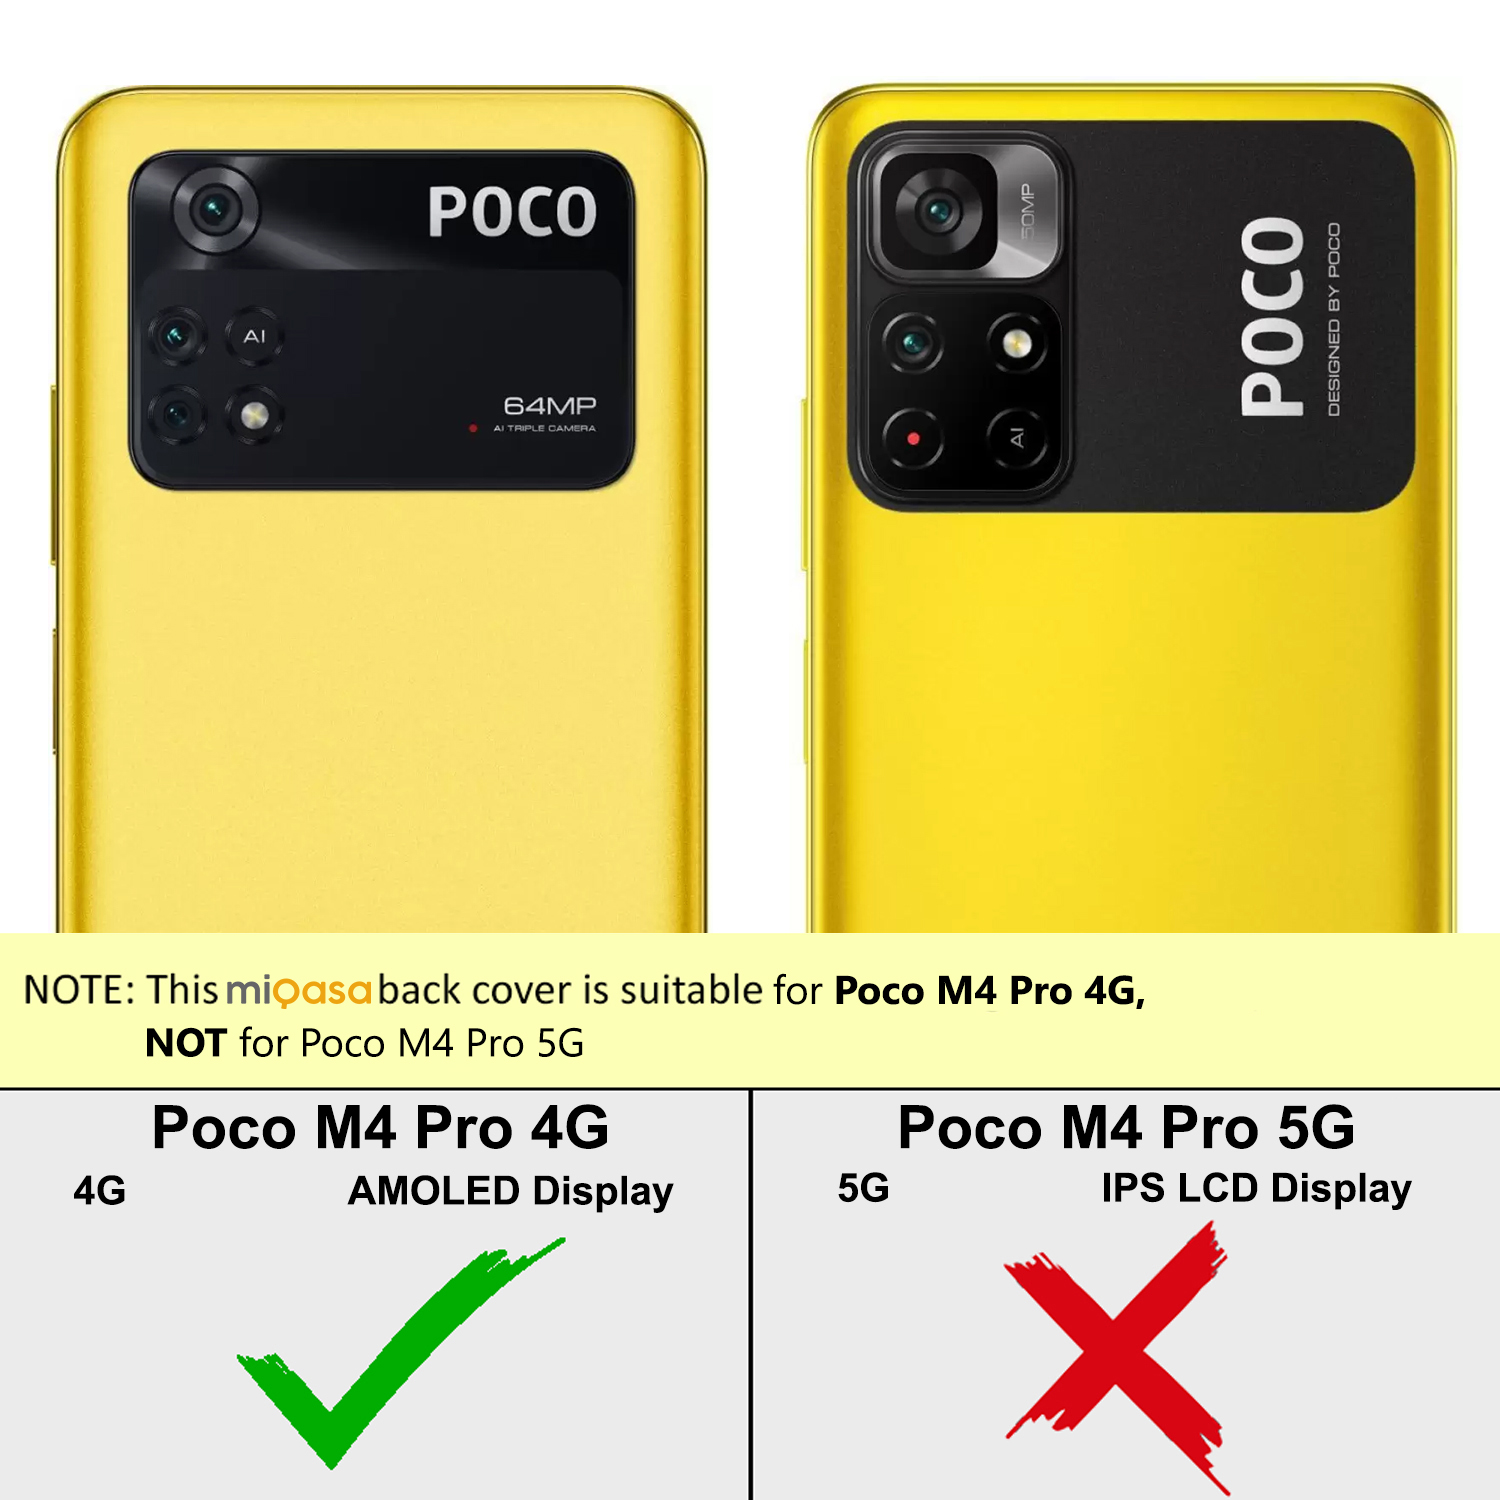 POCO
AI
64MP
AI TRIPLE CAMERA
50MP
AI
POCO
DESIGNED BY POCO
NOTE: This miqasa back cover is suitable for Poco M4 Pro 4G,
NOT for Poco M4 Pro 5G
Poco M4 Pro 4G
4G AMOLED Display
Poco M4 Pro 5G
5G IPS LCD Display